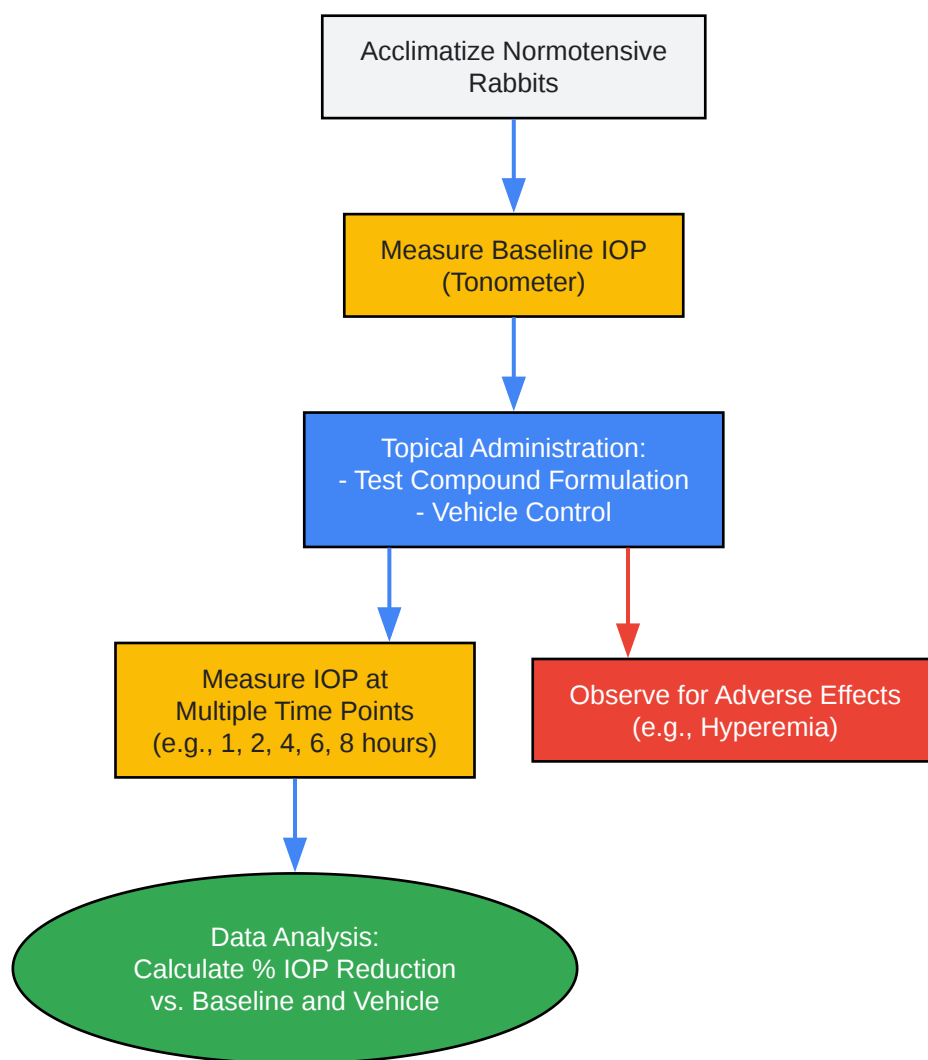 Acclimatize Normotensive
Rabbits
Measure Baseline IOP
(Tonometer)
Topical Administration:
- Test Compound Formulation
- Vehicle Control
Measure IOP at
Multiple Time Points
(e.g., 1, 2, 4, 6, 8 hours)
Observe for Adverse Effects
(e.g., Hyperemia)
Data Analysis:
Calculate % IOP Reduction
vs. Baseline and Vehicle